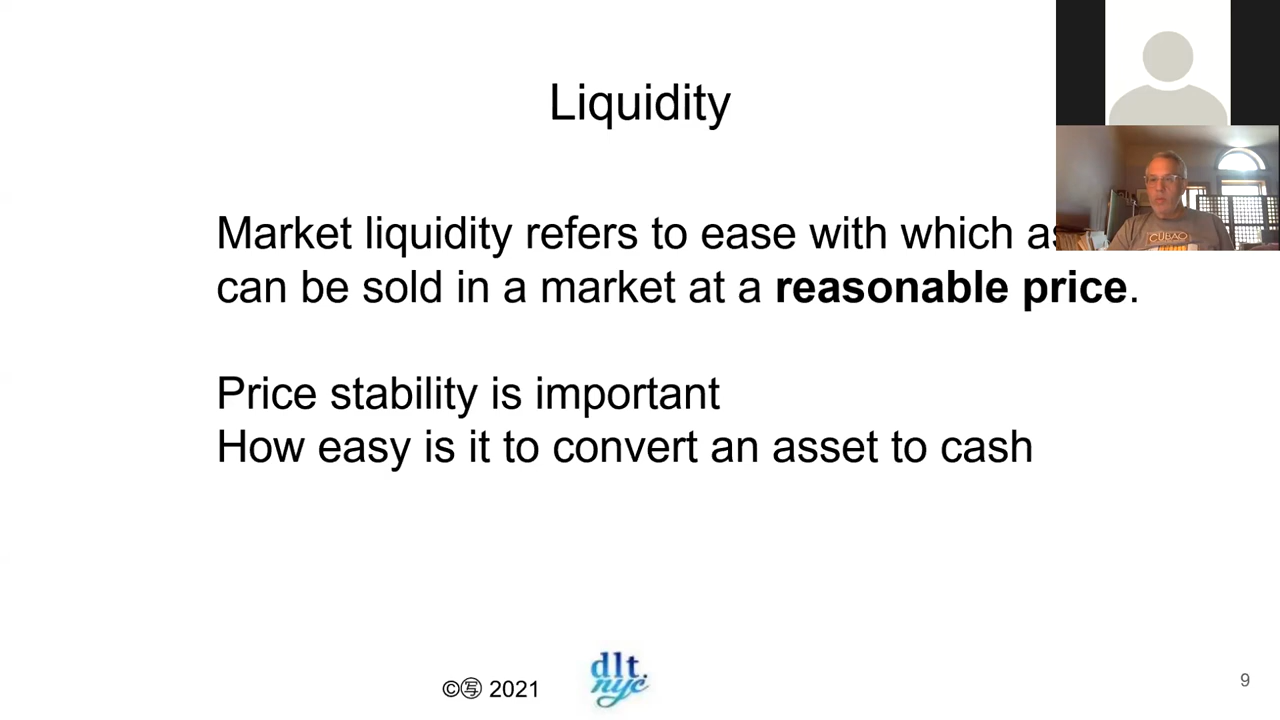 Liquidity
Market liquidity refers to ease with which
can be sold in a market at a reasonable price.
Price stability is important
How easy is it to convert an asset to cash
CUBAO
©㊢ 2021
dlt.
nyc
9